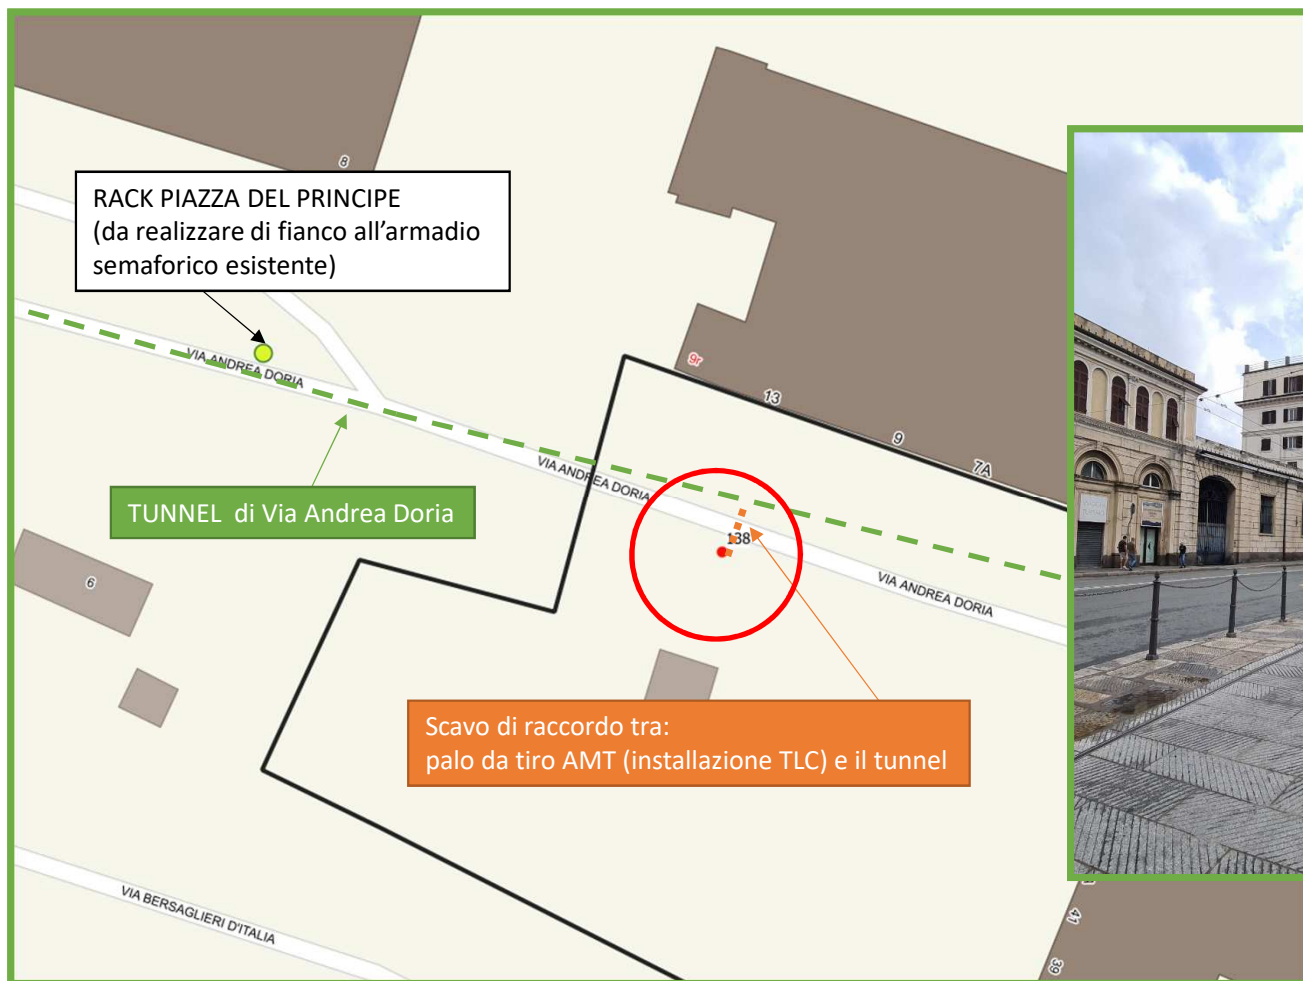 8
RACK PIAZZA DEL PRINCIPE
(da realizzare di fianco all’armadio
semaforico esistente)
VIA ANDREA DORIA
9r
13
9
7A
VIA ANDREA DORIA
TUNNEL di Via Andrea Doria
138
VIA ANDREA DORIA
6
Scavo di raccordo tra:
palo da tiro AMT (installazione TLC) e il tunnel
VIA BERSAGLIERI D'ITALIA
41
39